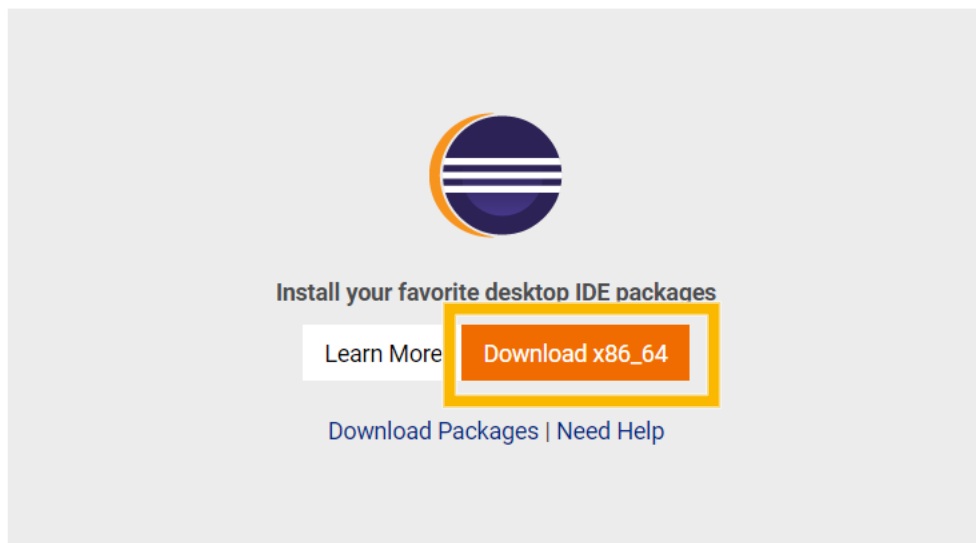 Install your favorite desktop IDE packages
Learn More Download x86_64
Download Packages | Need Help